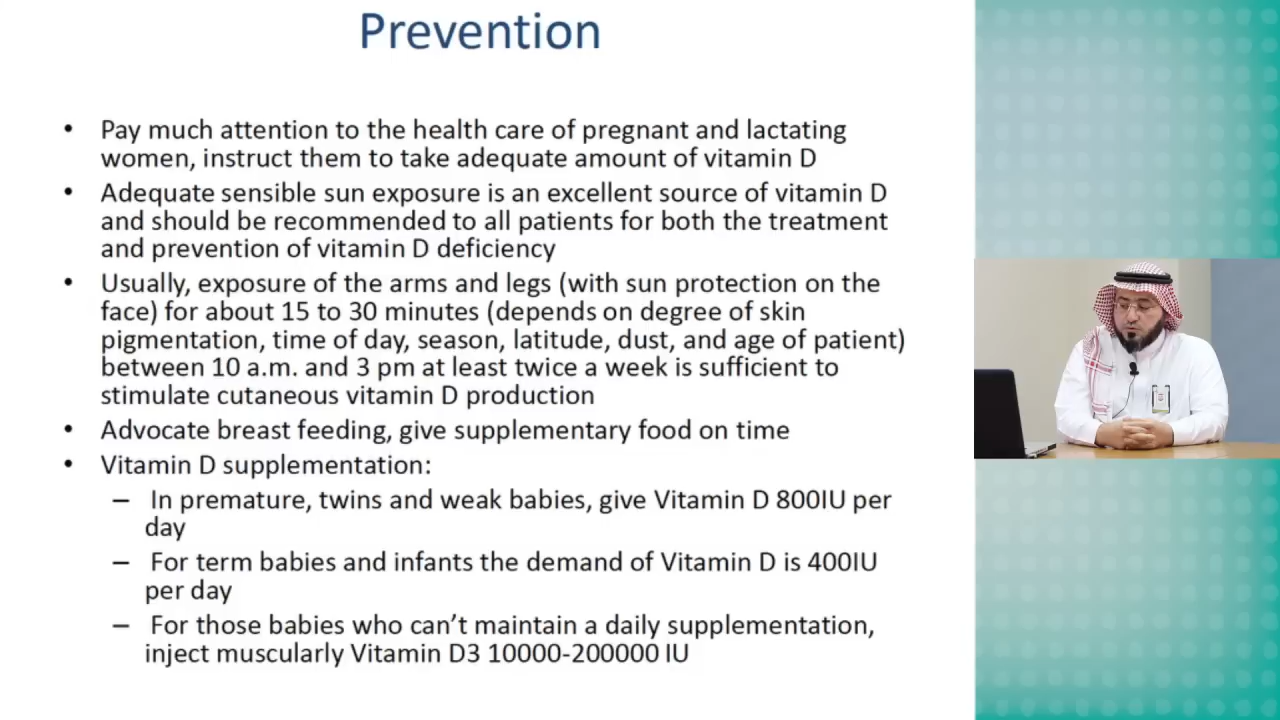 Prevention
• Pay much attention to the health care of pregnant and lactating
women, instruct them to take adequate amount of vitamin D
• Adequate sensible sun exposure is an excellent source of vitamin D
and should be recommended to all patients for both the treatment
and prevention of vitamin D deficiency
• Usually, exposure of the arms and legs (with sun protection on the
face) for about 15 to 30 minutes (depends on degree of skin
pigmentation, time of day, season, latitude, dust, and age of patient)
between 10 a.m. and 3 pm at least twice a week is sufficient to
stimulate cutaneous vitamin D production
• Advocate breast feeding, give supplementary food on time
• Vitamin D supplementation:
– In premature, twins and weak babies, give Vitamin D 800IU per
day
– For term babies and infants the demand of Vitamin D is 400IU
per day
– For those babies who can’t maintain a daily supplementation,
inject muscularly Vitamin D3 10000-200000 IU